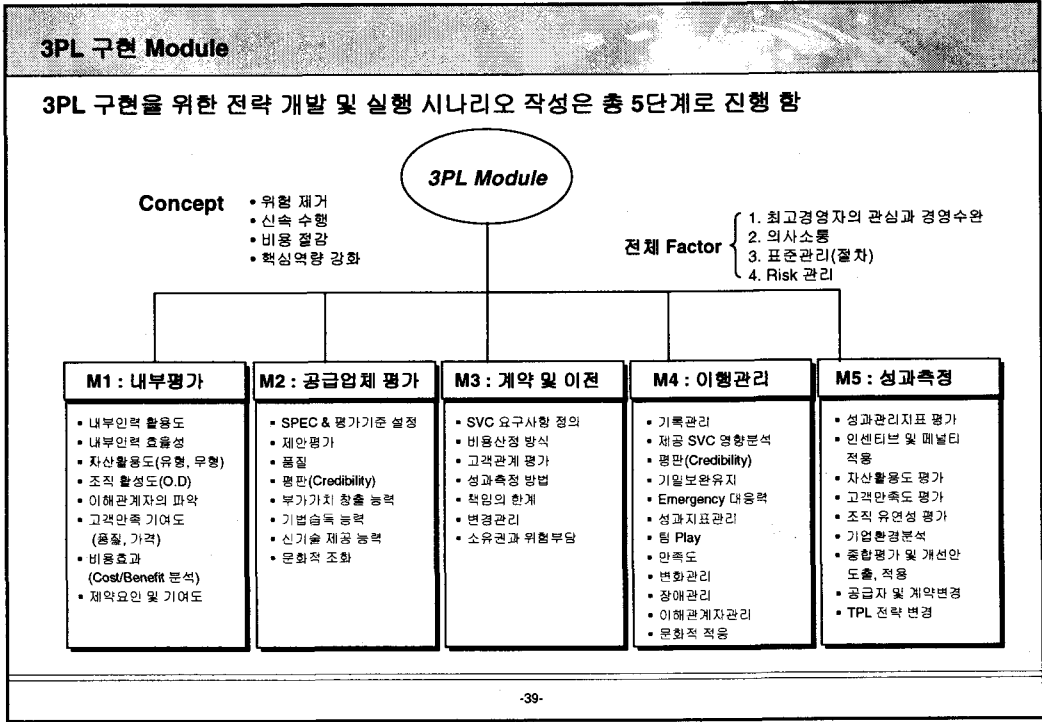 3PL 구현 Module
3PL 구현을 위한 전략 개발 및 실행 시나리오 작성은 총 5단계로 진행 함
3PL Module
Concept
• 위험 제거
• 신속 수행
• 비용 절감
• 핵심역량 강화
전체 Factor
1. 최고경영자의 관심과 경영수완
2. 의사소통
3. 표준관리(절차)
4. Risk 관리
M1 : 내부평가
▪ 내부인력 활용도
▪ 내부인력 효율성
▪ 자산활용도(유형, 무형)
▪ 조직 활성도(O.D)
▪ 이해관계자의 파악
▪ 고객만족 기여도
(품질, 가격)
▪ 비용효과
(Cost/Benefit 분석)
▪ 제약요인 및 기여도
M2 : 공급업체 평가
▪ SPEC & 평가기준 설정
▪ 제안평가
▪ 품질
▪ 평판(Credibility)
▪ 부가가치 창출 능력
▪ 기법습득 능력
▪ 신기술 제공 능력
▪ 문화적 조화
M3 : 계약 및 이전
▪ SVC 요구사항 정의
▪ 비용산정 방식
▪ 고객관계 평가
▪ 성과측정 방법
▪ 책임의 한계
▪ 변경관리
▪ 소유권과 위험부담
M4 : 이행관리
▪ 기록관리
▪ 제공 SVC 영향분석
▪ 평판(Credibility)
▪ 기밀보완유지
▪ Emergency 대응력
▪ 성과지표관리
▪ 팀 Play
▪ 만족도
▪ 변화관리
▪ 장애관리
▪ 이해관계자관리
▪ 문화적 적응
M5 : 성과측정
▪ 성과관리지표 평가
▪ 인센티브 및 페널티
적용
▪ 자산활용도 평가
▪ 고객만족도 평가
▪ 조직 유연성 평가
▪ 기업환경분석
▪ 종합평가 및 개선안
도출, 적용
▪ 공급자 및 계약변경
▪ TPL 전략 변경
-39-